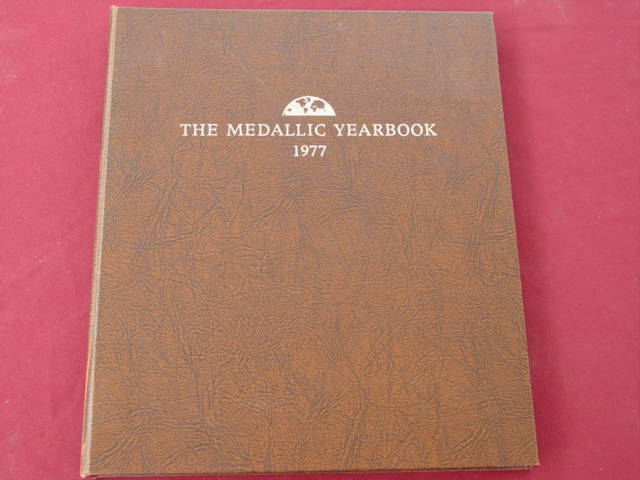 THE MEDALLIC YEARBOOK
1977